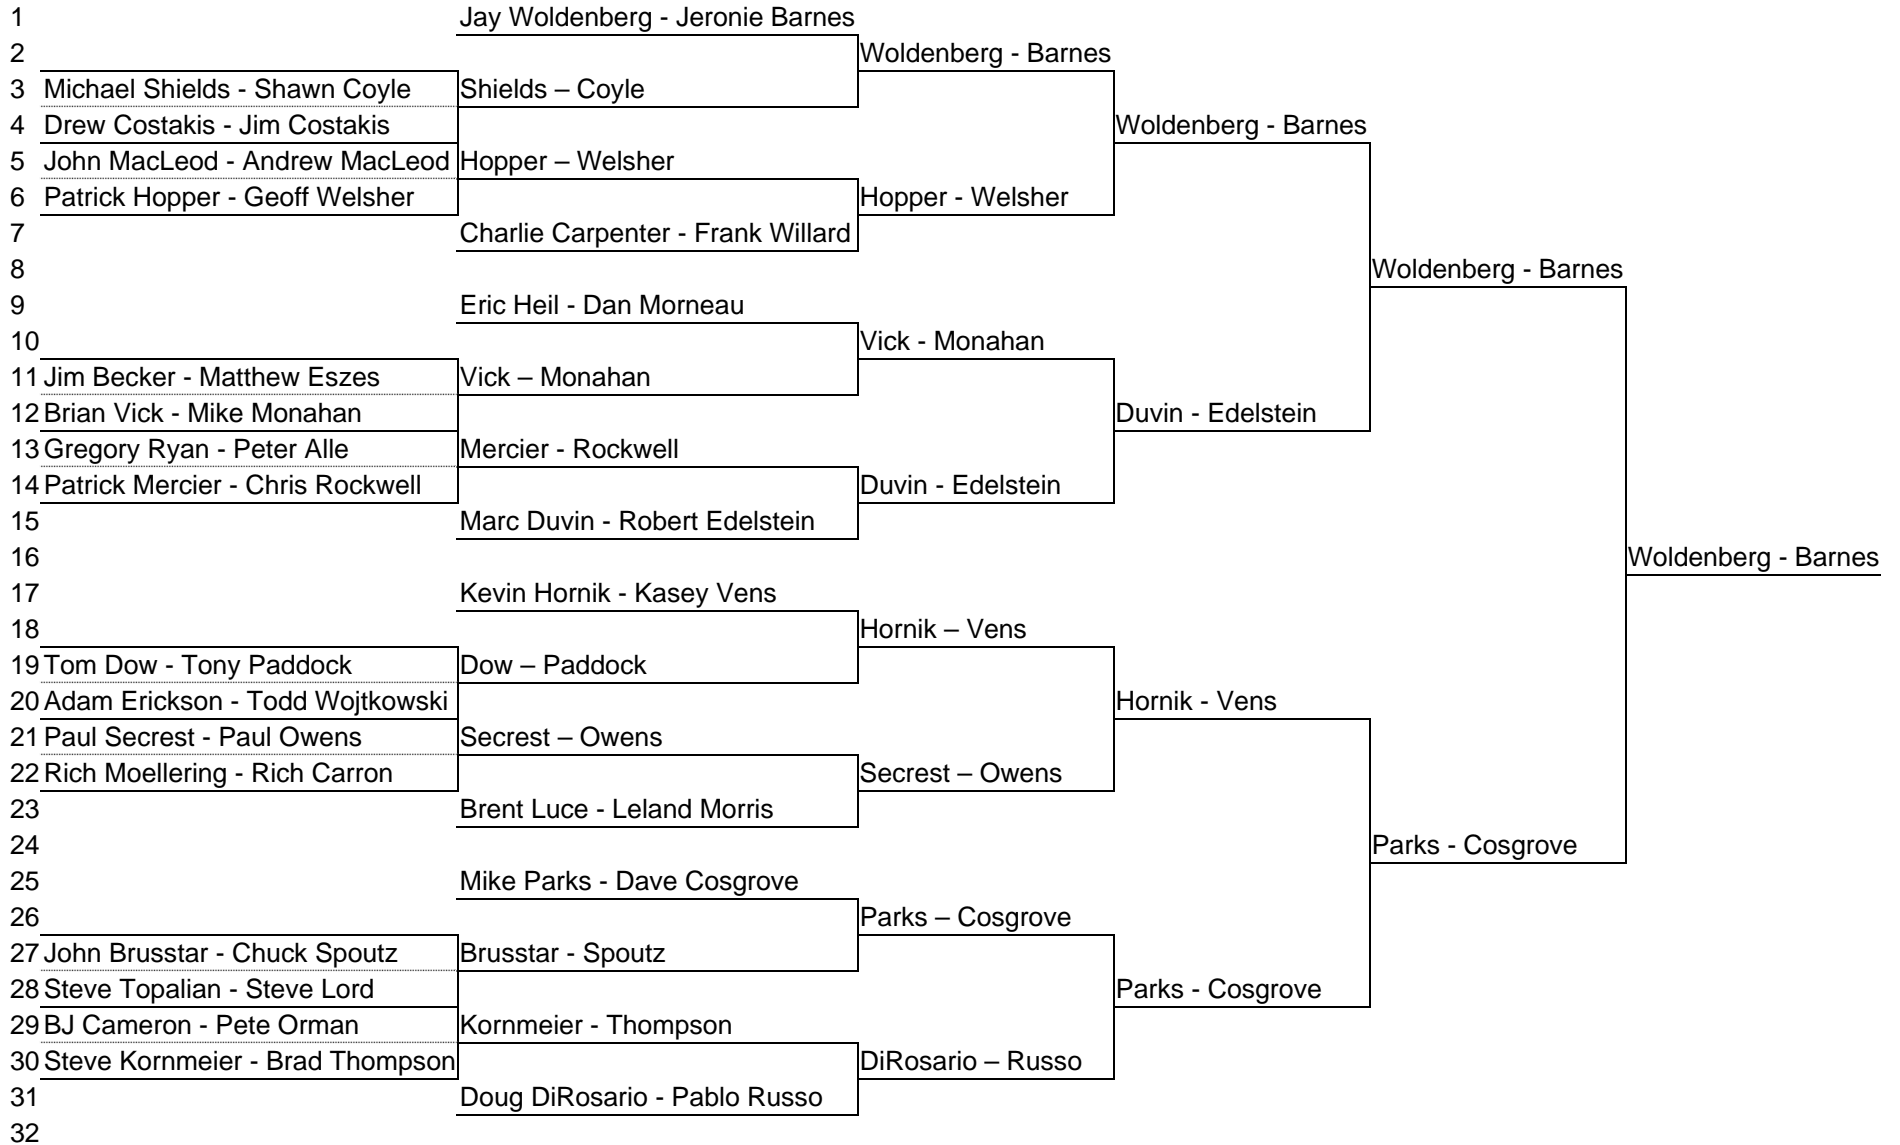 1 Jay Woldenberg - Jeronie Barnes
2 Woldenberg - Barnes
3 Michael Shields - Shawn Coyle Shields – Coyle
4 Drew Costakis - Jim Costakis Woldenberg - Barnes
5 John MacLeod - Andrew MacLeod Hopper – Welsher
6 Patrick Hopper - Geoff Welsher Hopper - Welsher
7 Charlie Carpenter - Frank Willard
8 Woldenberg - Barnes
9 Eric Heil - Dan Morneau
10 Vick - Monahan
11 Jim Becker - Matthew Eszes Vick – Monahan
12 Brian Vick - Mike Monahan Duvin - Edelstein
13 Gregory Ryan - Peter Alle Mercier - Rockwell
14 Patrick Mercier - Chris Rockwell Duvin - Edelstein
15 Marc Duvin - Robert Edelstein
16 Woldenberg - Barnes
17 Kevin Hornik - Kasey Vens
18 Hornik – Vens
19 Tom Dow - Tony Paddock Dow – Paddock
20 Adam Erickson - Todd Wojtkowski Hornik - Vens
21 Paul Secrest - Paul Owens Secrest – Owens
22 Rich Moellering - Rich Carron Secrest – Owens
23 Brent Luce - Leland Morris
24 Parks - Cosgrove
25 Mike Parks - Dave Cosgrove
26 Parks – Cosgrove
27 John Brusstar - Chuck Spoutz Brusstar - Spoutz
28 Steve Topalian - Steve Lord Parks - Cosgrove
29 BJ Cameron - Pete Orman Kornmeier - Thompson
30 Steve Kornmeier - Brad Thompson DiRosario – Russo
31 Doug DiRosario - Pablo Russo
32